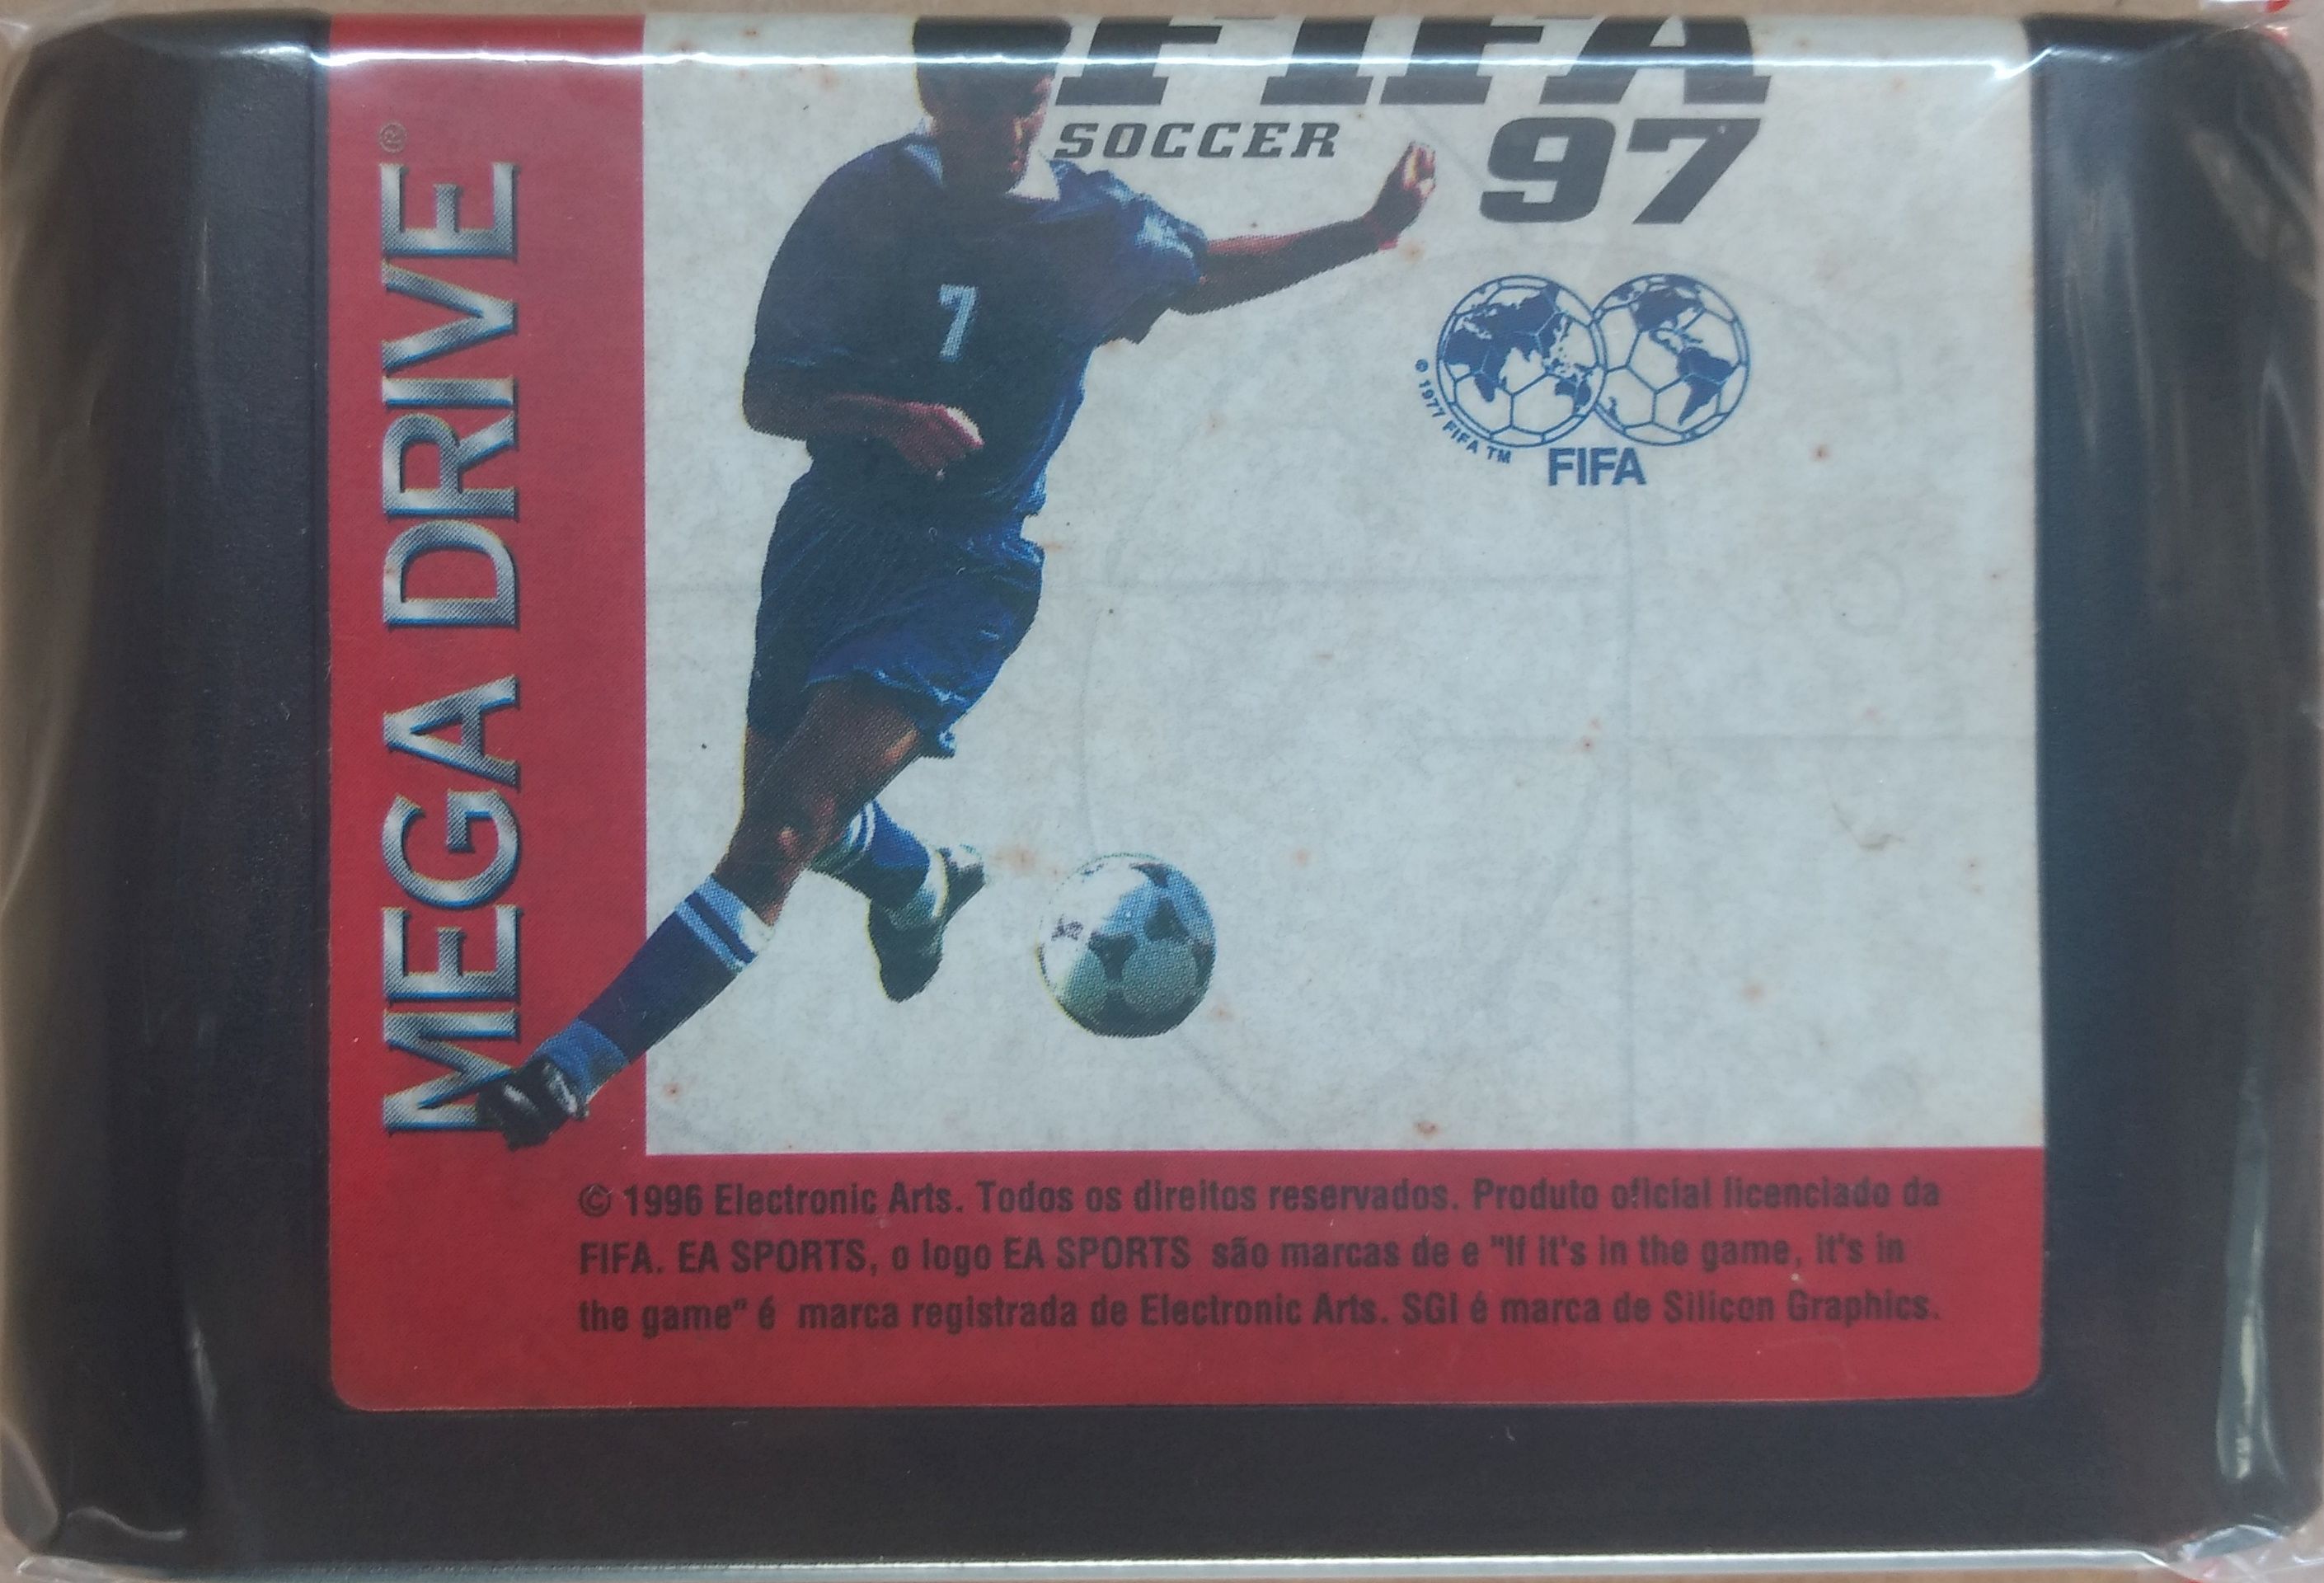 FIFA
SOCCER
97
MEGA DRIVE®
7
© 1977 FIFA TM
FIFA
© 1996 Electronic Arts. Todos os direitos reservados. Produto oficial licenciado da
FIFA. EA SPORTS, o logo EA SPORTS são marcas de e "If it's in the game, it's in
the game" é marca registrada de Electronic Arts. SGI é marca de Silicon Graphics.